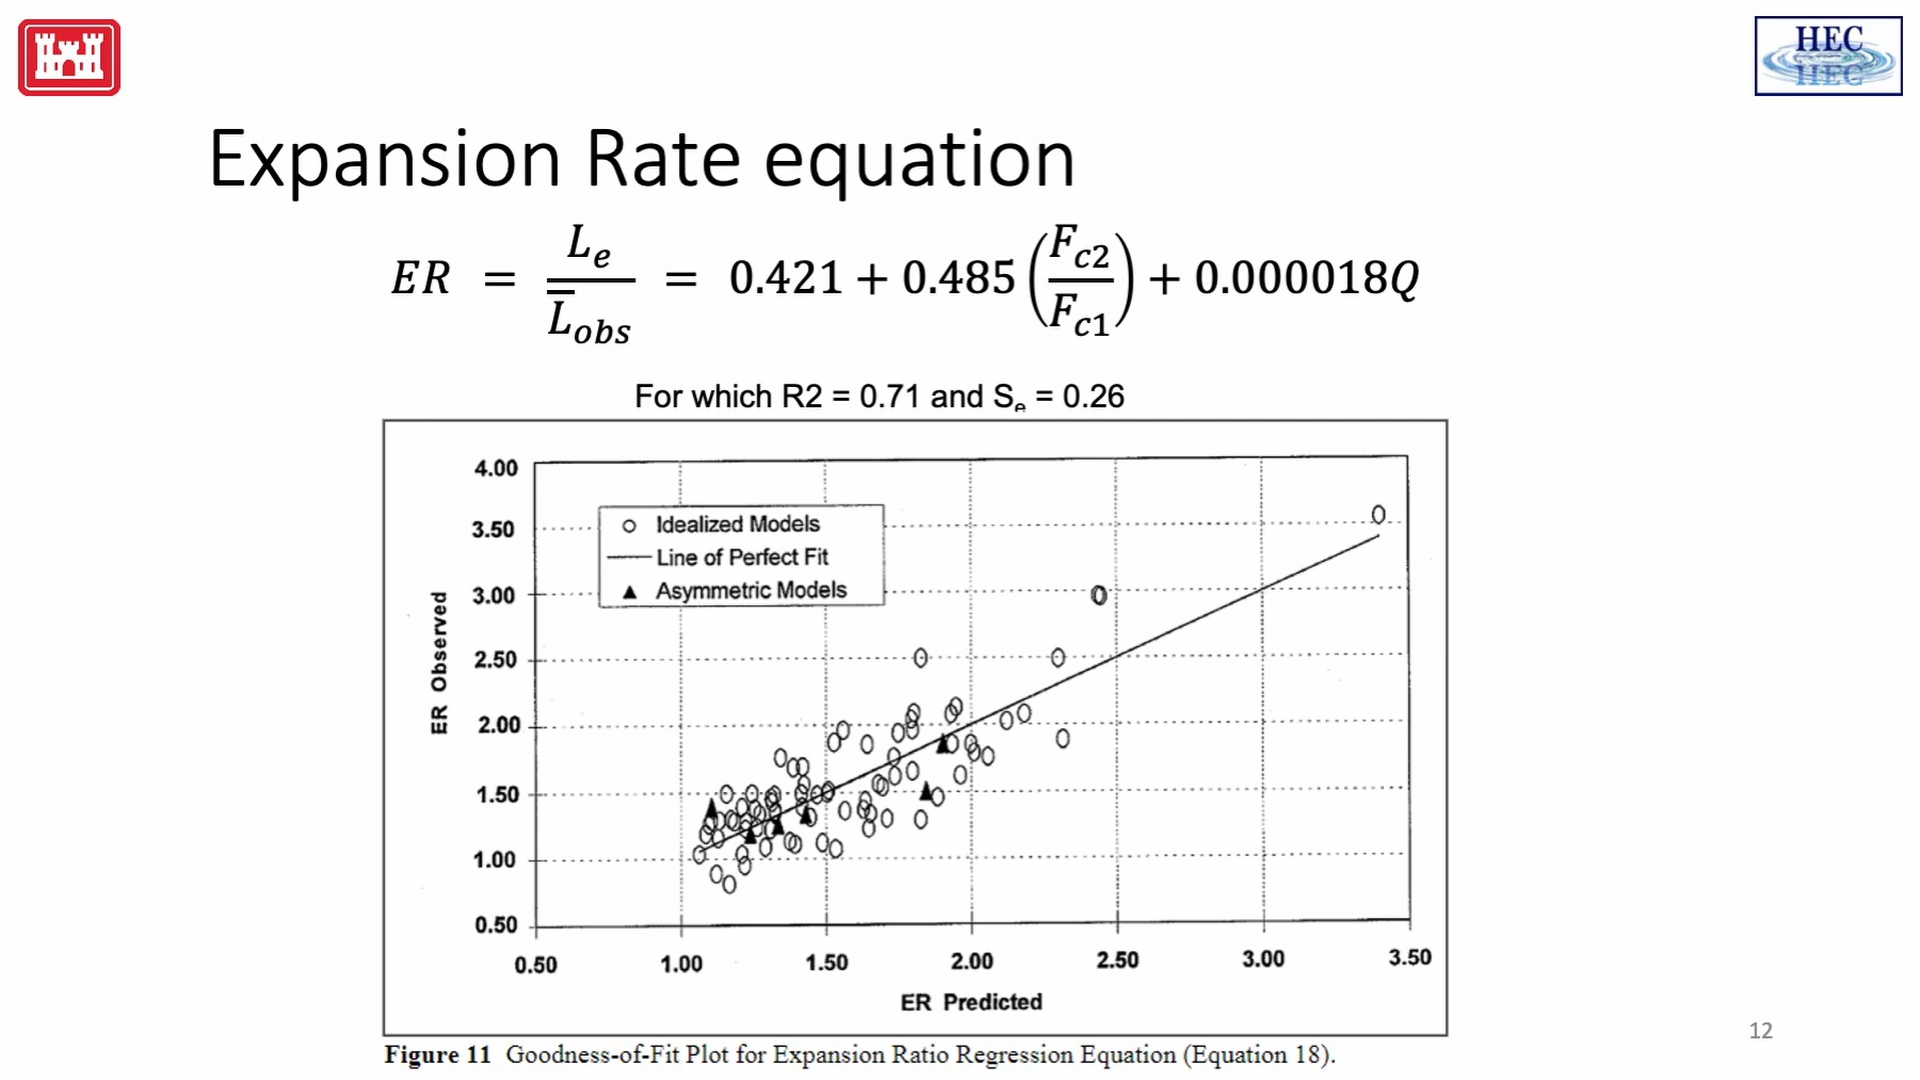 HEC
Expansion Rate equation
ER = L_e / L̅_obs = 0.421 + 0.485 (F_c2 / F_c1) + 0.000018Q
For which R2 = 0.71 and S_e = 0.26
4.00
3.50
3.00
2.50
2.00
1.50
1.00
0.50
ER Observed
Idealized Models
Line of Perfect Fit
Asymmetric Models
0.50 1.00 1.50 2.00 2.50 3.00 3.50
ER Predicted
Figure 11 Goodness-of-Fit Plot for Expansion Ratio Regression Equation (Equation 18).
12